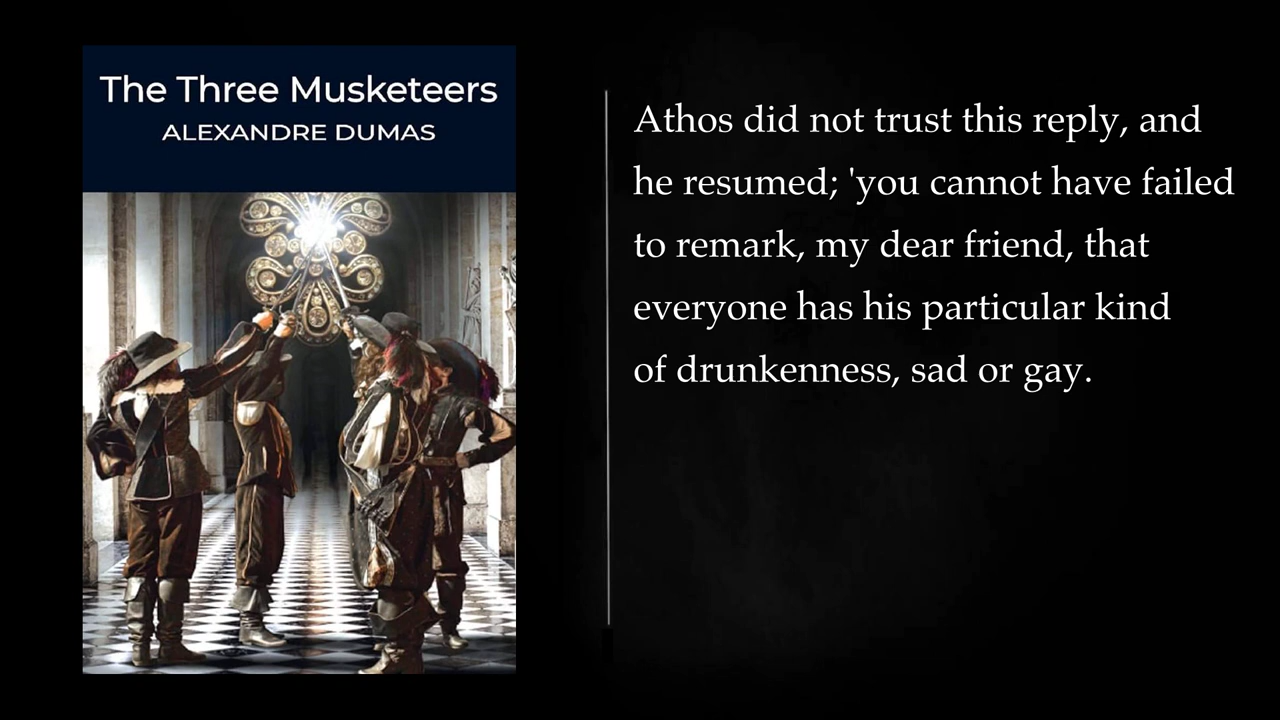 The Three Musketeers
ALEXANDRE DUMAS
Athos did not trust this reply, and
he resumed; 'you cannot have failed
to remark, my dear friend, that
everyone has his particular kind
of drunkenness, sad or gay.